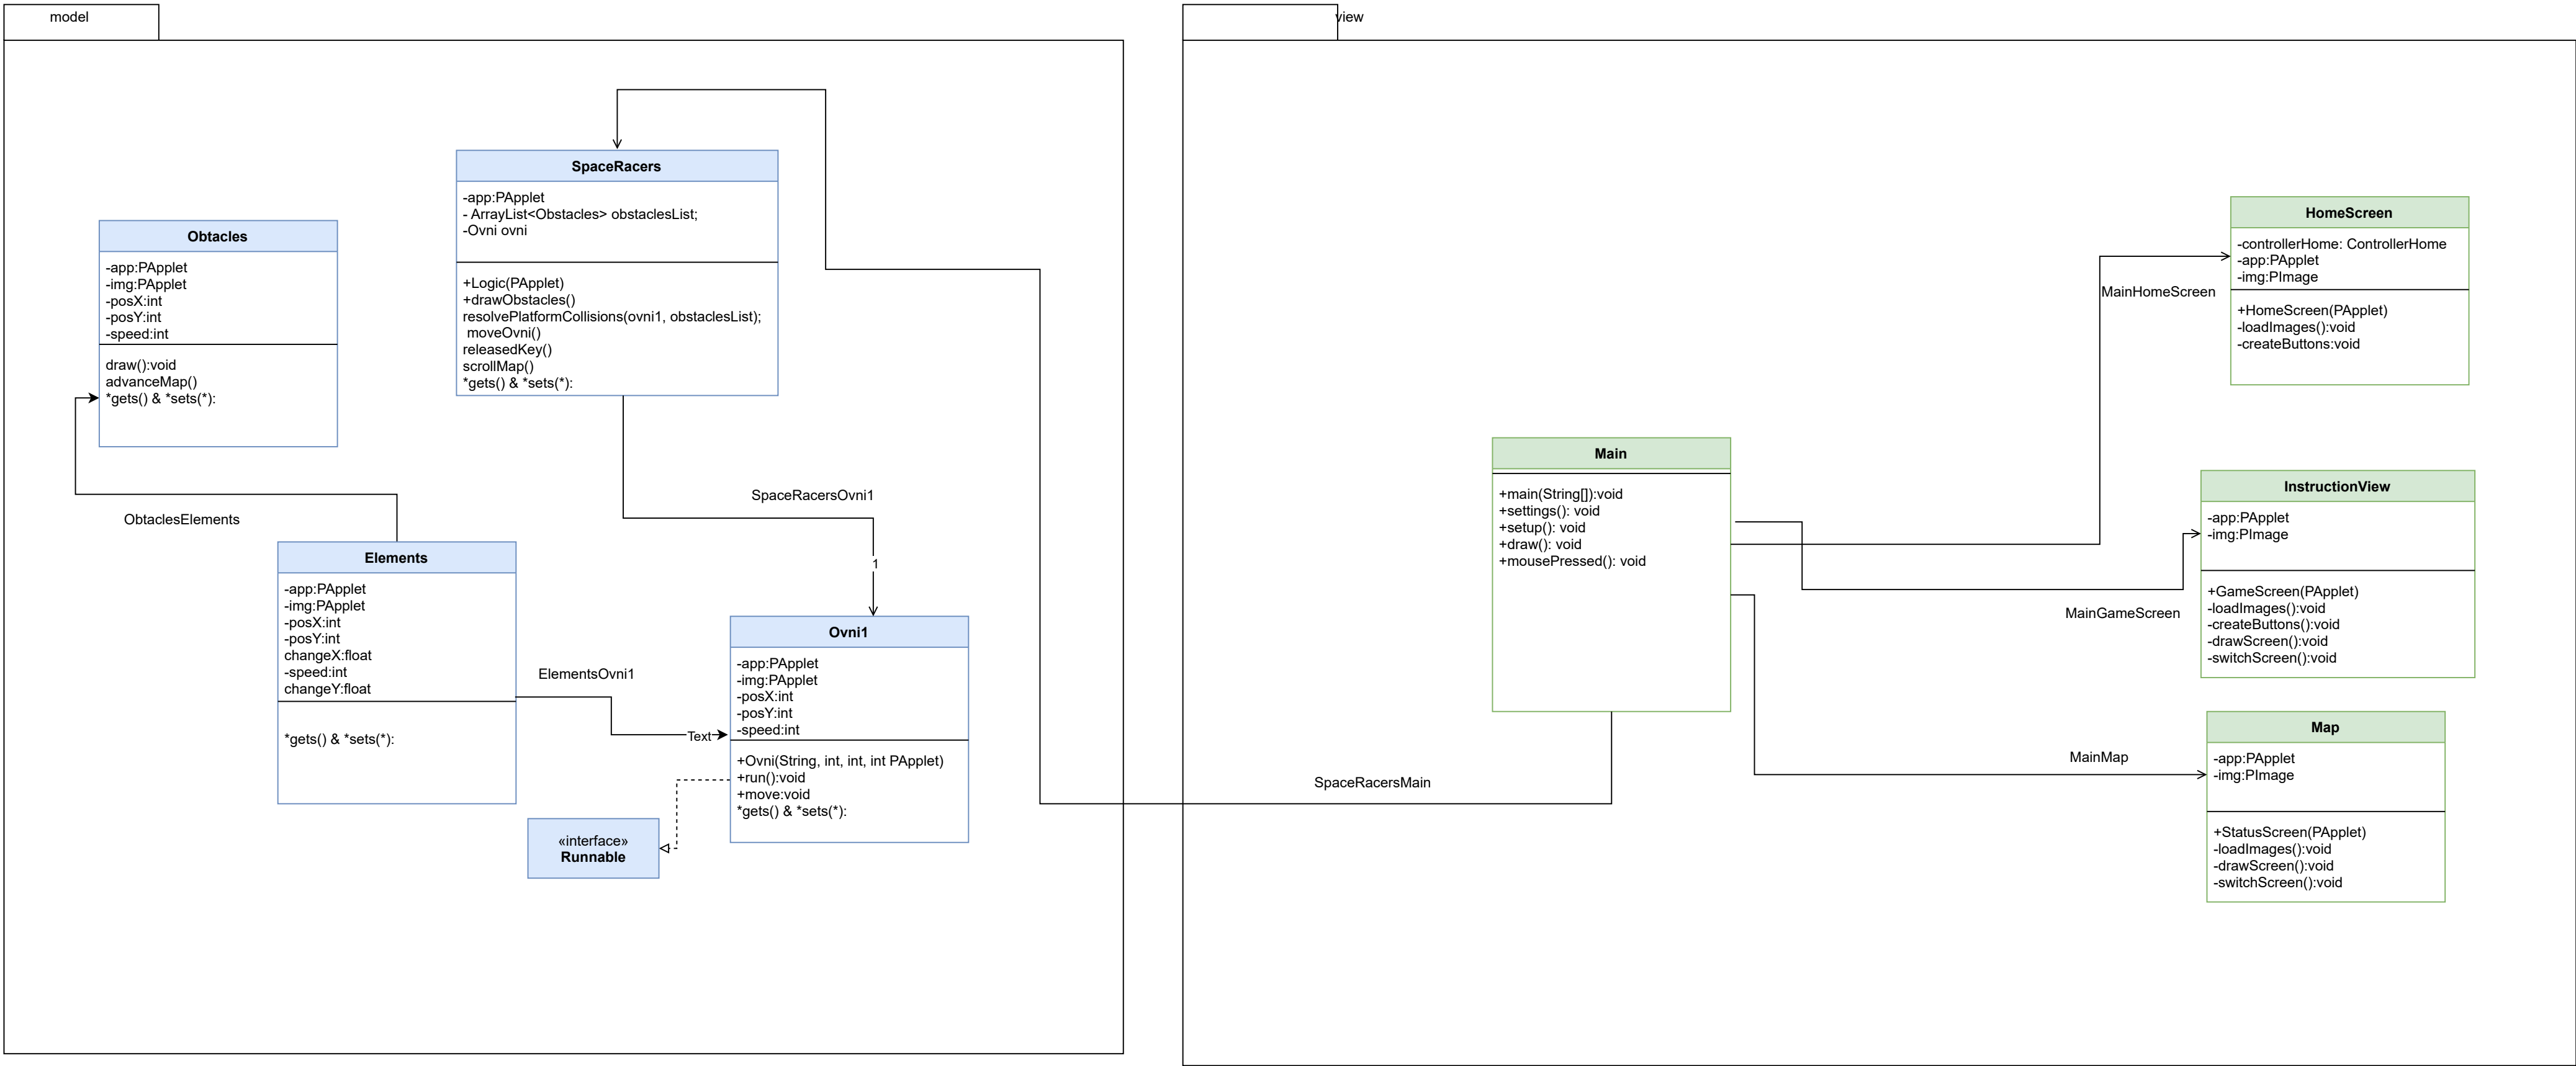 model
SpaceRacers
-app:PApplet
- ArrayList<Obstacles> obstaclesList;
-Ovni ovni
+Logic(PApplet)
+drawObstacles()
resolvePlatformCollisions(ovni1, obstaclesList);
moveOvni()
releasedKey()
scrollMap()
*gets() & *sets(*):
Obtacles
-app:PApplet
-img:PApplet
-posX:int
-posY:int
-speed:int
draw():void
advanceMap()
*gets() & *sets(*):
ObtaclesElements
SpaceRacersOvni1
1
Elements
-app:PApplet
-img:PApplet
-posX:int
-posY:int
changeX:float
-speed:int
changeY:float
*gets() & *sets(*):
ElementsOvni1
Text
Ovni1
-app:PApplet
-img:PApplet
-posX:int
-posY:int
-speed:int
+Ovni(String, int, int, int PApplet)
+run():void
+move:void
*gets() & *sets(*):
«interface»
Runnable
SpaceRacersMain
view
Main
+main(String[]):void
+settings(): void
+setup(): void
+draw(): void
+mousePressed(): void
MainHomeScreen
HomeScreen
-controllerHome: ControllerHome
-app:PApplet
-img:PImage
+HomeScreen(PApplet)
-loadImages():void
-createButtons:void
MainGameScreen
InstructionView
-app:PApplet
-img:PImage
+GameScreen(PApplet)
-loadImages():void
-createButtons():void
-drawScreen():void
-switchScreen():void
MainMap
Map
-app:PApplet
-img:PImage
+StatusScreen(PApplet)
-loadImages():void
-drawScreen():void
-switchScreen():void